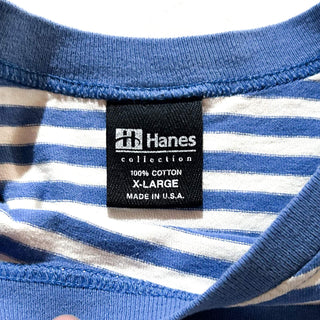 Hanes
collection
100% COTTON
X-LARGE
MADE IN U.S.A.